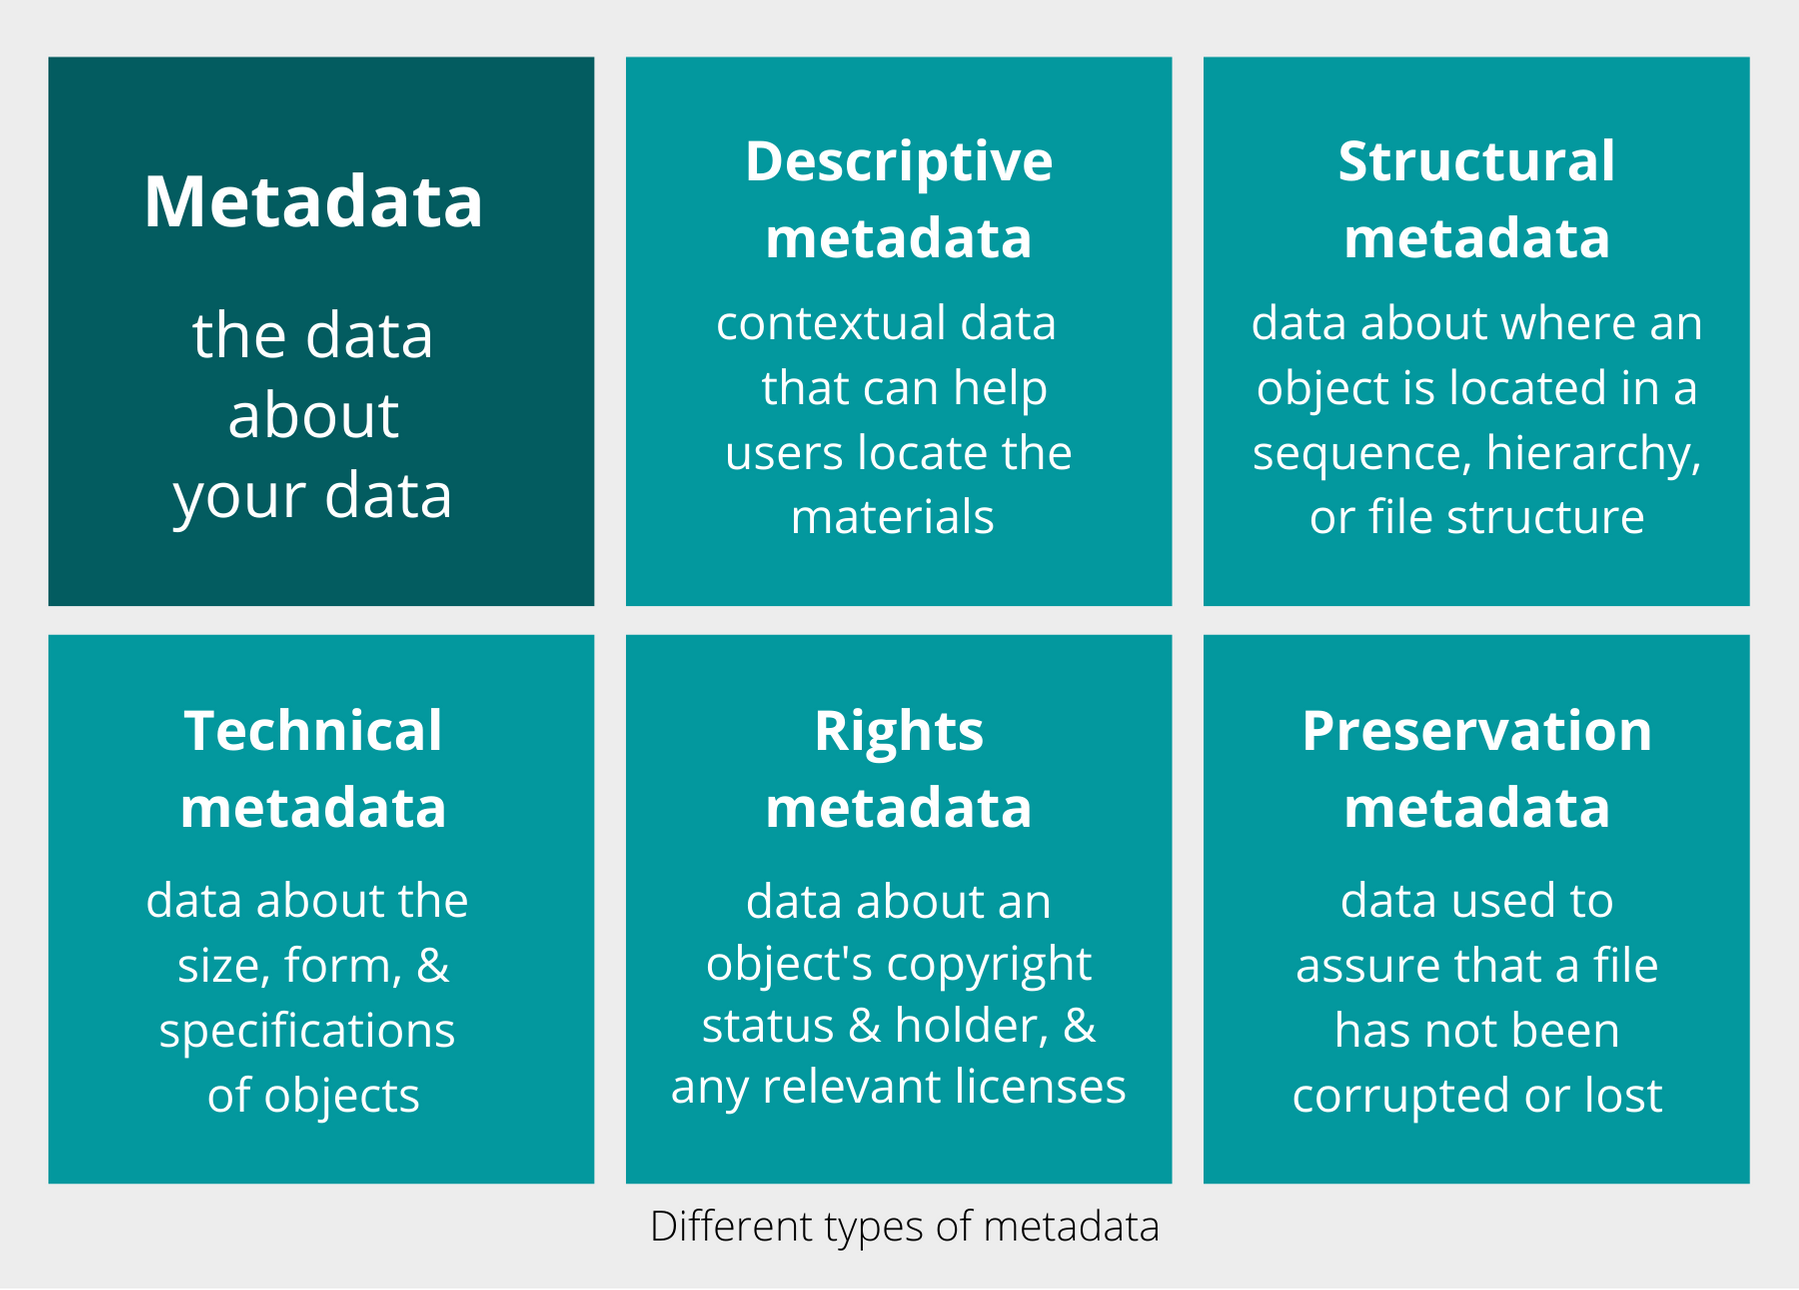 Metadata
the data
about
your data
Descriptive
metadata
contextual data
that can help
users locate the
materials
Structural
metadata
data about where an
object is located in a
sequence, hierarchy,
or file structure
Technical
metadata
data about the
size, form, &
specifications
of objects
Rights
metadata
data about an
object's copyright
status & holder, &
any relevant licenses
Preservation
metadata
data used to
assure that a file
has not been
corrupted or lost
Different types of metadata